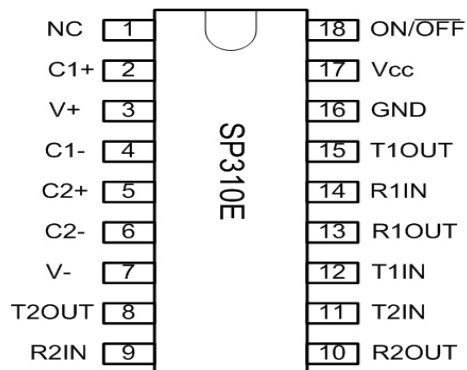 NC 1 18 ON/OFF
C1+ 2 17 Vcc
V+ 3 16 GND
C1- 4 15 T1OUT
C2+ 5 14 R1IN
C2- 6 13 R1OUT
V- 7 12 T1IN
T2OUT 8 11 T2IN
R2IN 9 10 R2OUT
SP310E